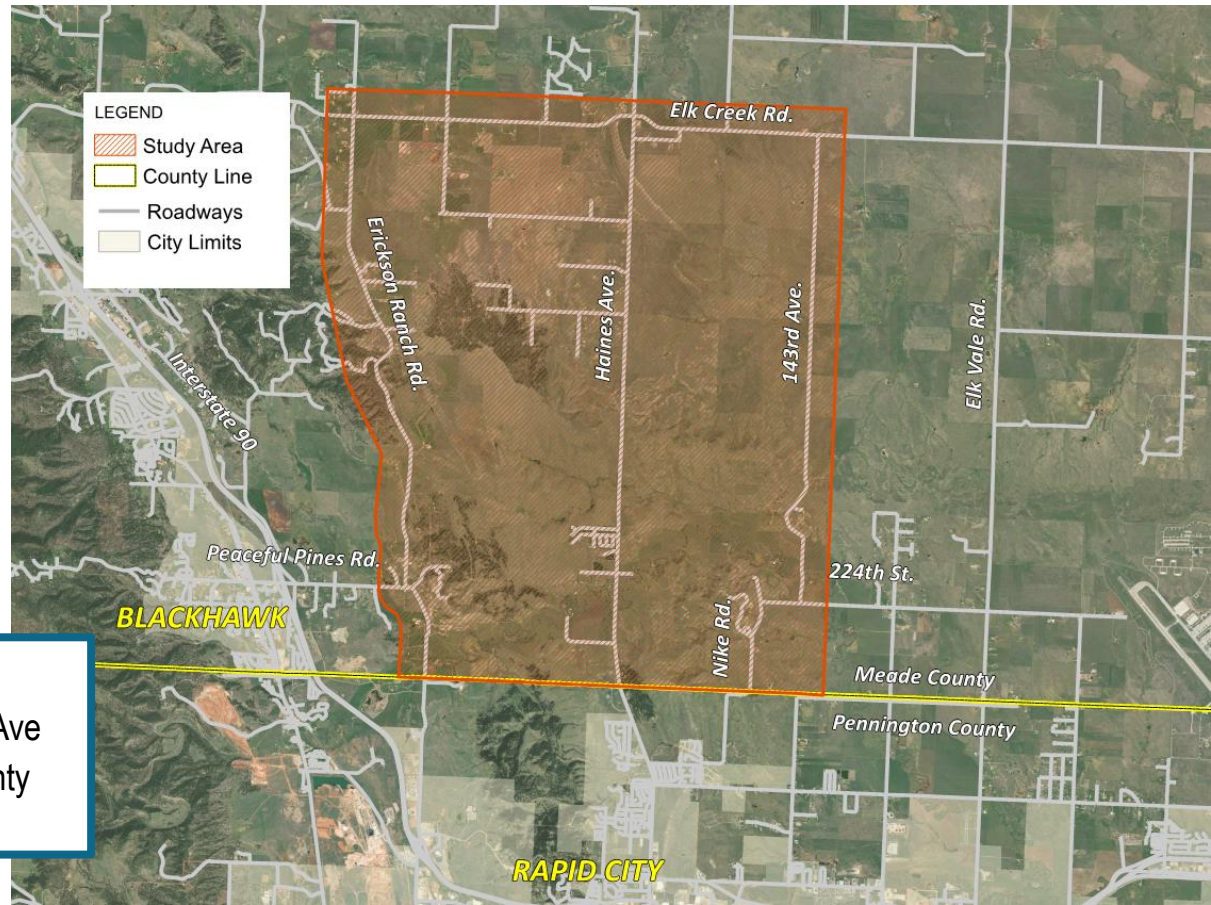 LEGEND
Study Area
County Line
Roadways
City Limits
Elk Creek Rd.
Erickson Ranch Rd.
Haines Ave.
143rd Ave.
Elk Vale Rd.
Interstate 90
Peaceful Pines Rd.
224th St.
BLACKHAWK
Nike Rd.
Meade County
Pennington County
Ave
nty
RAPID CITY